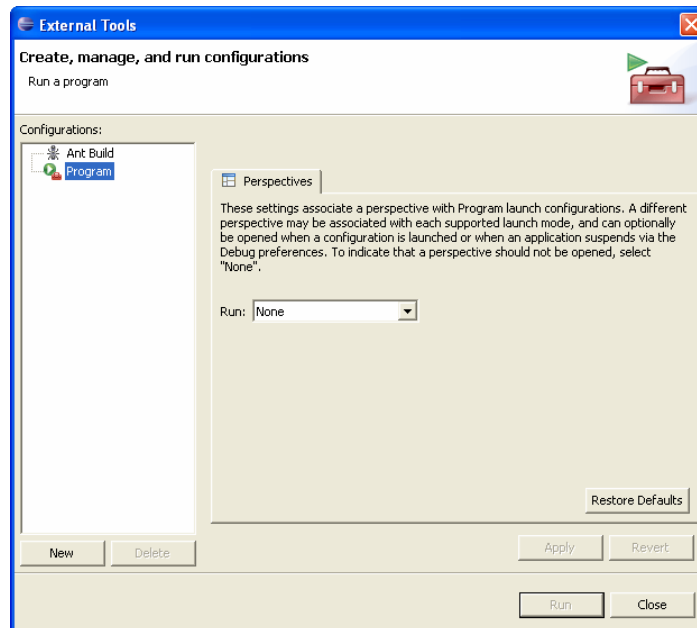 External Tools
Create, manage, and run configurations
Run a program
Configurations:
Ant Build
Program
Perspectives
These settings associate a perspective with Program launch configurations. A different
perspective may be associated with each supported launch mode, and can optionally
be opened when a configuration is launched or when an application suspends via the
Debug preferences. To indicate that a perspective should not be opened, select
"None".
Run: None
Restore Defaults
New Delete Apply Revert
Run Close